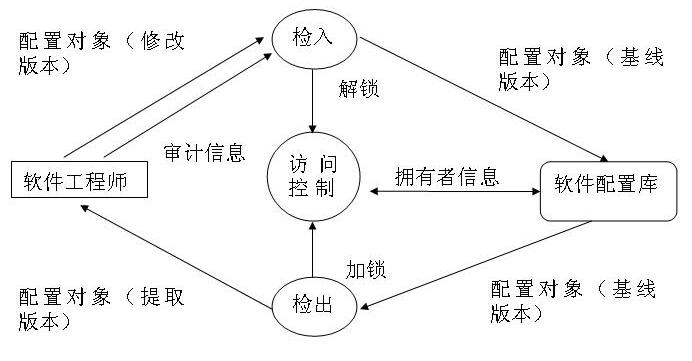 配置对象（修改
版本）
检入
配置对象（基线
版本）
解锁
审计信息
访 问
控制
软件工程师
拥有者信息
软件配置库
加锁
配置对象（提取
版本）
检出
配置对象（基线
版本）